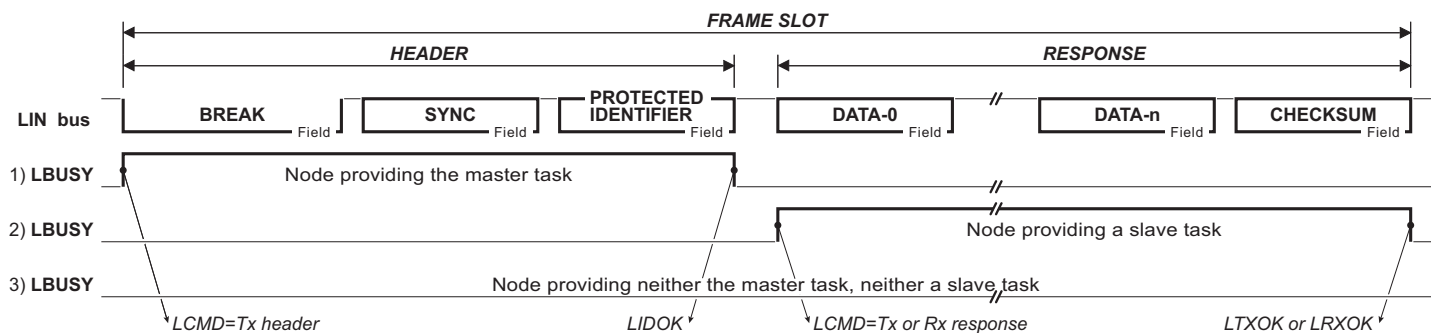 FRAME SLOT
HEADER RESPONSE
LIN bus BREAK Field SYNC Field PROTECTED IDENTIFIER Field DATA-0 Field DATA-n Field CHECKSUM Field
1) LBUSY Node providing the master task
2) LBUSY Node providing a slave task
3) LBUSY Node providing neither the master task, neither a slave task
LCMD=Tx header LIDOK LCMD=Tx or Rx response LTXOK or LRXOK